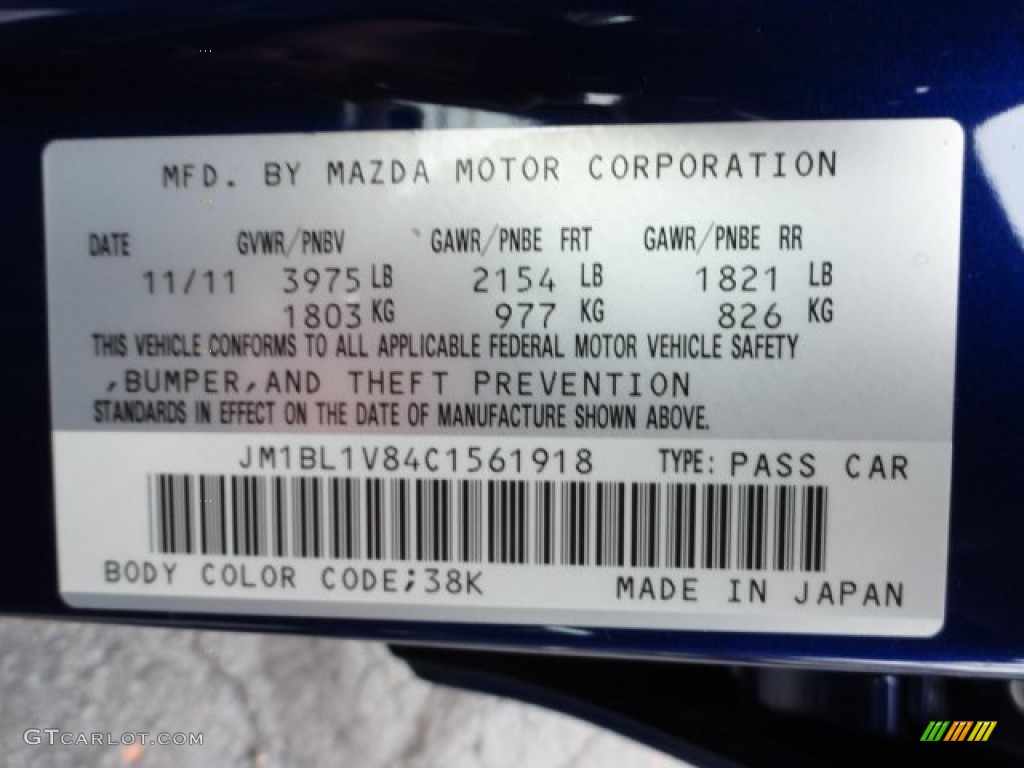 MFD. BY MAZDA MOTOR CORPORATION
DATE GVWR/PNBV GAWR/PNBE FRT GAWR/PNBE RR
11/11 3975 LB 2154 LB 1821 LB
1803 KG 977 KG 826 KG
THIS VEHICLE CONFORMS TO ALL APPLICABLE FEDERAL MOTOR VEHICLE SAFETY
,BUMPER,AND THEFT PREVENTION
STANDARDS IN EFFECT ON THE DATE OF MANUFACTURE SHOWN ABOVE.
JM1BL1V84C1561918 TYPE: PASS CAR
BODY COLOR CODE;38K MADE IN JAPAN
GTCARLOT.COM